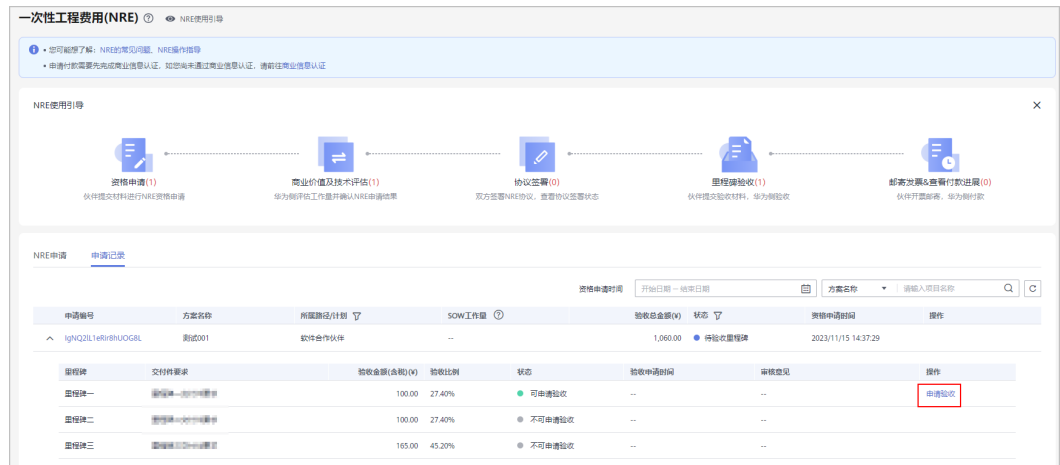 一次性工程费用(NRE) ? NRE使用引导
• 您可能想了解：NRE的常见问题、NRE操作指导
• 申请付款需要先完成商业信息认证，如您尚未通过商业信息认证，请前往商业信息认证
NRE使用引导
资格申请(1) 商业价值及技术评估(1) 协议签署(0) 里程碑验收(1) 邮寄发票&查看付款进展(0)
伙伴提交材料进行NRE资格申请 华为侧评估工作量并确认NRE申请结果 双方签署NRE协议，查看协议签署状态 伙伴提交验收材料，华为侧验收 伙伴开票邮寄，华为侧付款
NRE申请 申请记录
资格申请时间 开始日期 – 结束日期 方案名称 请输入项目名称
申请编号 方案名称 所属路径/计划 SOW工作量 ? 验收总金额(¥) 状态 资格申请时间 操作
IgNQ2lL1eRir8hUOG8L 测试001 软件合作伙伴 -- 1,060.00 待验收里程碑 2023/11/15 14:37:29
里程碑 交付件要求 验收金额(含税)(¥) 验收比例 状态 验收申请时间 审核意见 操作
里程碑一 100.00 27.40% 可申请验收 -- -- 申请验收
里程碑二 100.00 27.40% 不可申请验收 -- --
里程碑三 165.00 45.20% 不可申请验收 -- --